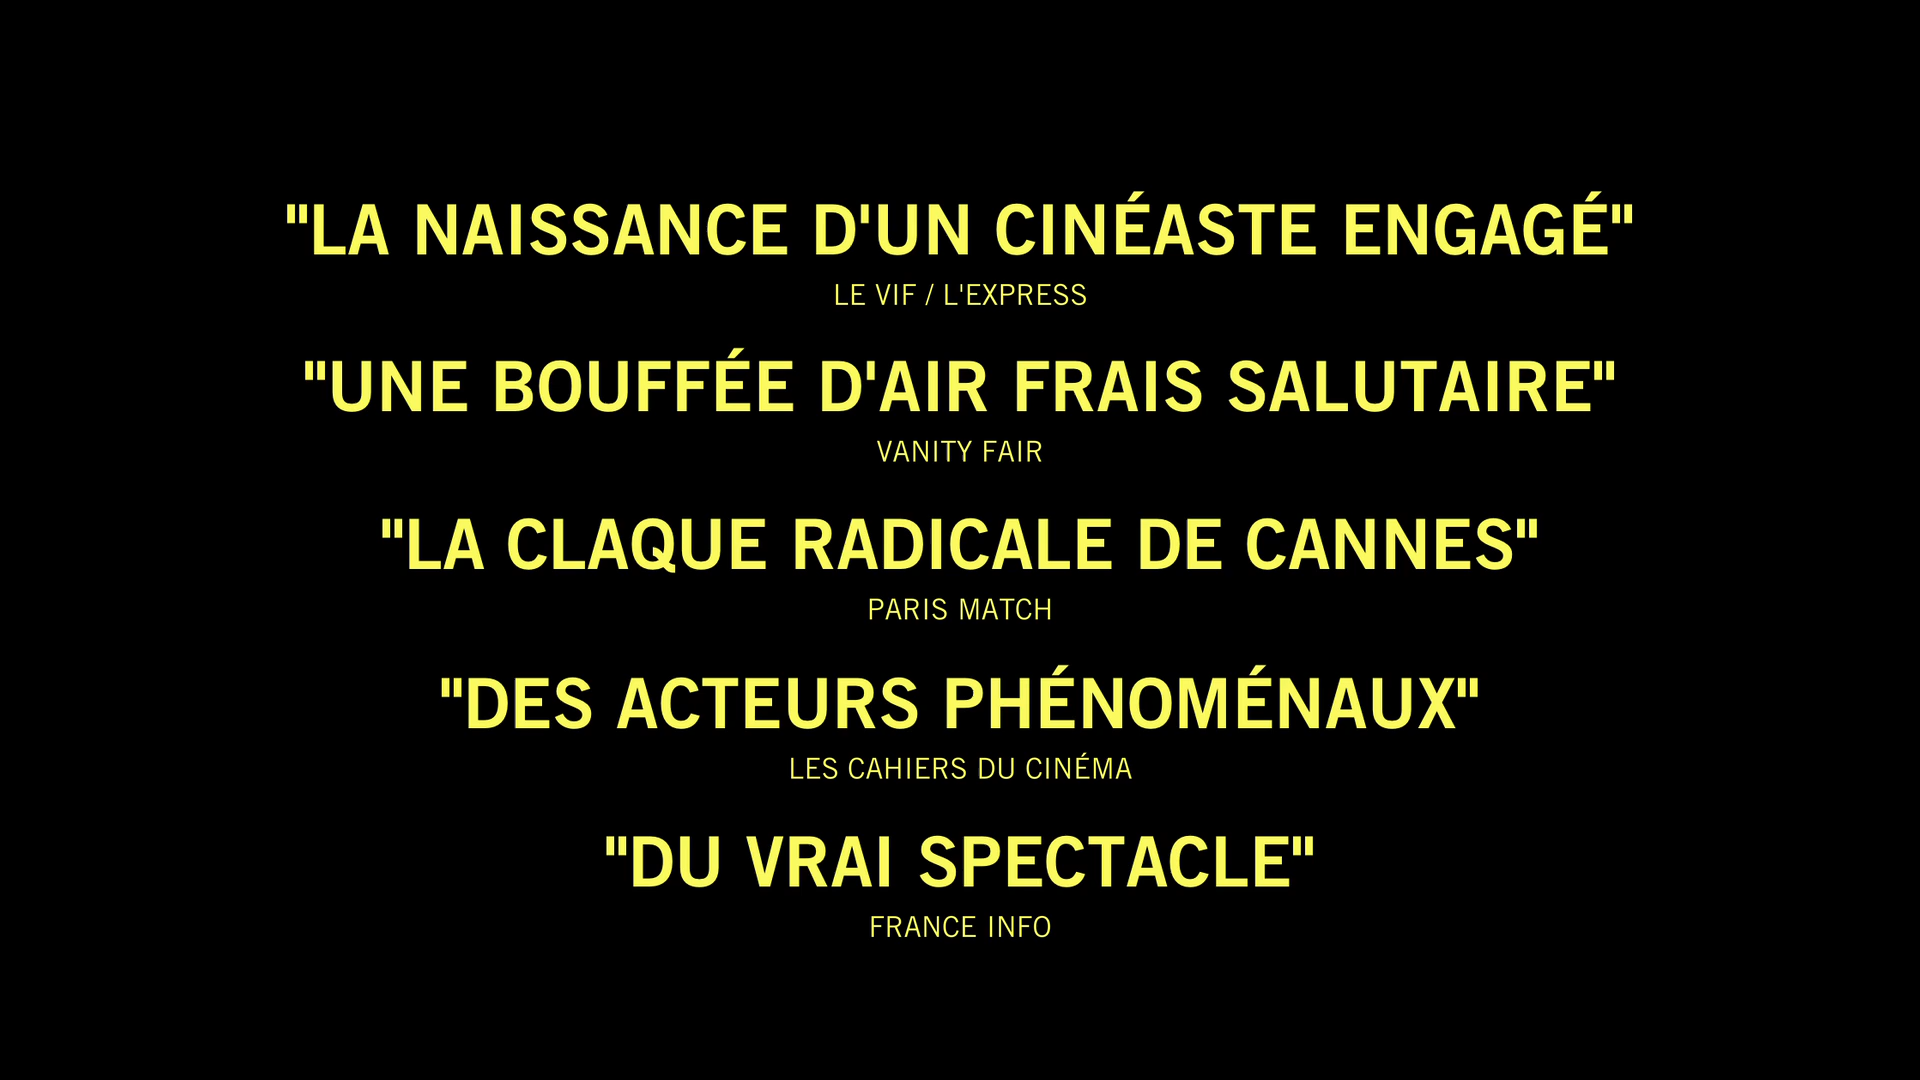 "LA NAISSANCE D'UN CINÉASTE ENGAGÉ"
LE VIF / L'EXPRESS
"UNE BOUFFÉE D'AIR FRAIS SALUTAIRE"
VANITY FAIR
"LA CLAQUE RADICALE DE CANNES"
PARIS MATCH
"DES ACTEURS PHÉNOMÉNAUX"
LES CAHIERS DU CINÉMA
"DU VRAI SPECTACLE"
FRANCE INFO